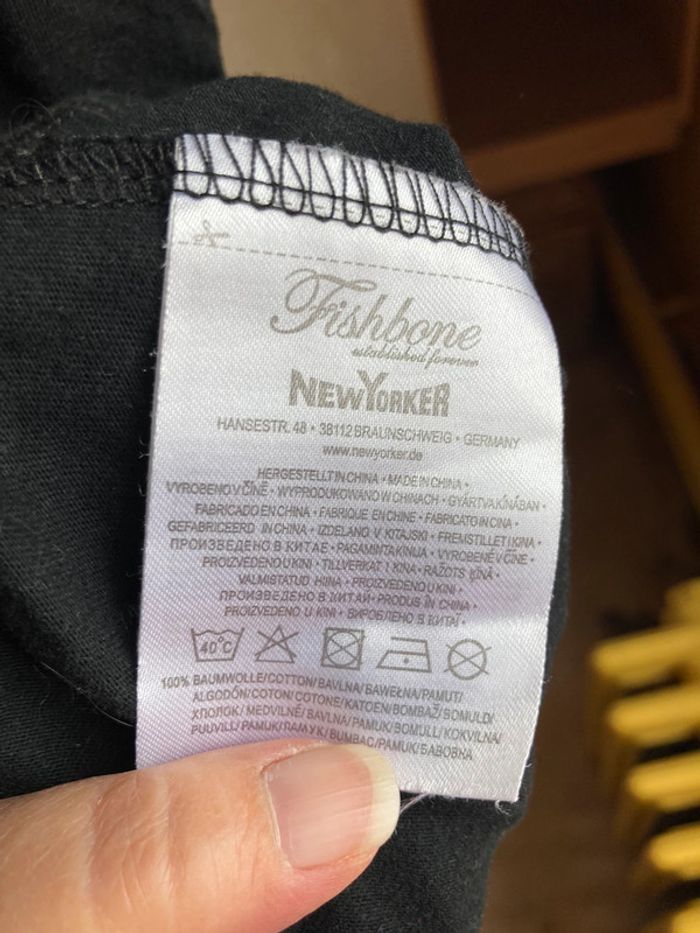 Fishbone
established forever
NEWYORKER
HANSESTR. 48 • 38112 BRAUNSCHWEIG • GERMANY
www.newyorker.de
HERGESTELLT IN CHINA • MADE IN CHINA •
VYROBENO V ČÍNĚ • WYPRODUKOWANO W CHINACH • GYÁRTVA KÍNÁBAN •
FABRICADO EN CHINA • FABRIQUE EN CHINE • FABRICATO IN CINA •
GEFABRICEERD IN CHINA • IZDELANO V KITAJSKI • FREMSTILLET I KINA •
ПРОИЗВЕДЕНО В КИТАЕ • PAGAMINTA KINIJA • VYROBENÉ V ČÍNE •
PROIZVEDENO U KINI • TILLVERKAT I KINA • RAŽOTS ĶĪNĀ •
VALMISTATUD HIINA • PROIZVEDENO U KINI •
ПРОИЗВЕДЕНО В КИТАЙ • PRODUS IN CHINA •
PROIZVEDENO U KINI • ВИРОБЛЕНО В КИТАЇ •
40°C
100% BAUMWOLLE/COTTON/BAVLNA/BAWEŁNA/PAMUT/
ALGODÓN/COTON/COTONE/KATOEN/BOMBAŽ/BOMULD/
ХЛОПОК/MEDVILNĖ/BAVLNA/PAMUK/BOMULL/KOKVILNA/
PUUVILL/PAMUK/ПАМУК/BUMBAC/PAMUK/БАВОВНА